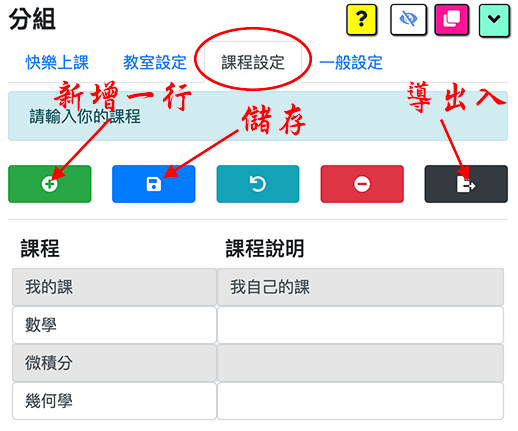 分組
?
快樂上課 教室設定 課程設定 一般設定
新增一行 儲存 導出入
請輸入你的課程
課程 課程說明
我的課 我自己的課
數學
微積分
幾何學